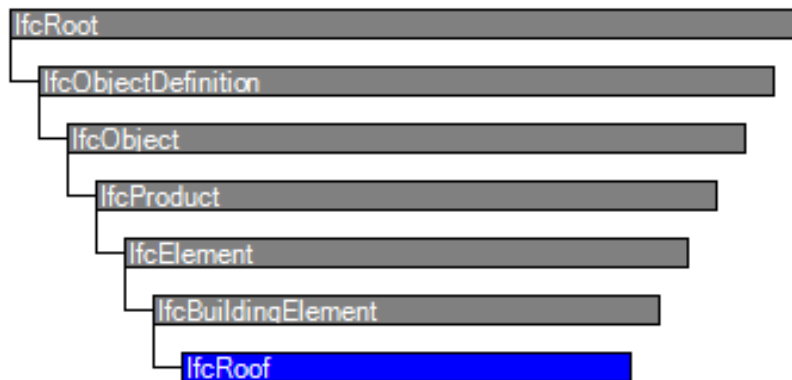 IfcRoot
IfcObjectDefinition
IfcObject
IfcProduct
IfcElement
IfcBuildingElement
IfcRoof